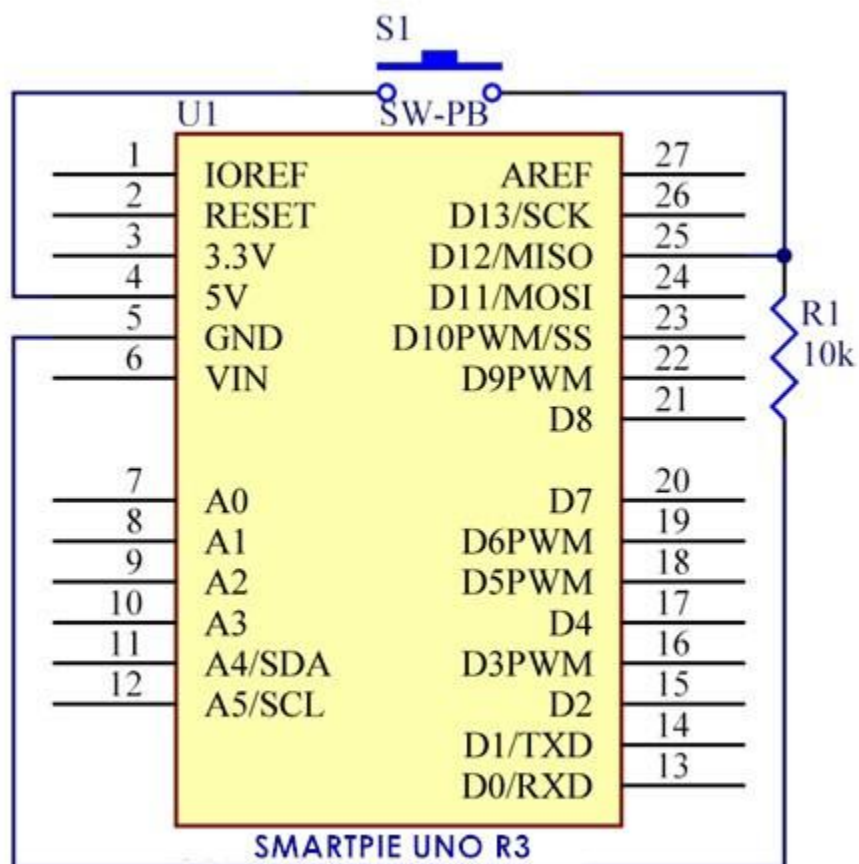 S1
SW-PB
U1
1 IOREF AREF 27
2 RESET D13/SCK 26
3 3.3V D12/MISO 25
4 5V D11/MOSI 24
5 GND D10PWM/SS 23
6 VIN D9PWM 22
D8 21
R1
10k
7 A0 D7 20
8 A1 D6PWM 19
9 A2 D5PWM 18
10 A3 D4 17
11 A4/SDA D3PWM 16
12 A5/SCL D2 15
D1/TXD 14
D0/RXD 13
SMARTPIE UNO R3